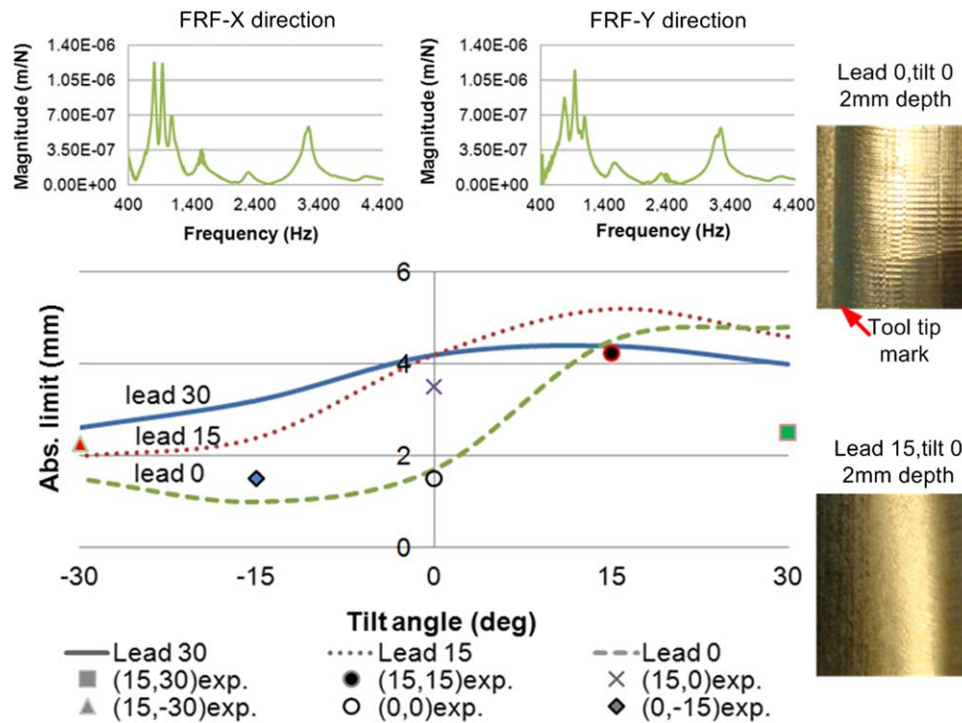 FRF-X direction
FRF-Y direction
Magnitude (m/N)
1.40E-06
1.05E-06
7.00E-07
3.50E-07
0.00E+00
400 1,400 2,400 3,400 4,400
Frequency (Hz)
Magnitude (m/N)
1.40E-06
1.05E-06
7.00E-07
3.50E-07
0.00E+00
400 1,400 2,400 3,400 4,400
Frequency (Hz)
Lead 0,tilt 0
2mm depth
Tool tip
mark
Lead 15,tilt 0
2mm depth
Abs. limit (mm)
6
4
2
0
lead 30
lead 15
lead 0
-30 -15 0 15 30
Tilt angle (deg)
Lead 30 Lead 15 Lead 0
(15,30)exp. (15,15)exp. (15,0)exp.
(15,-30)exp. (0,0)exp. (0,-15)exp.